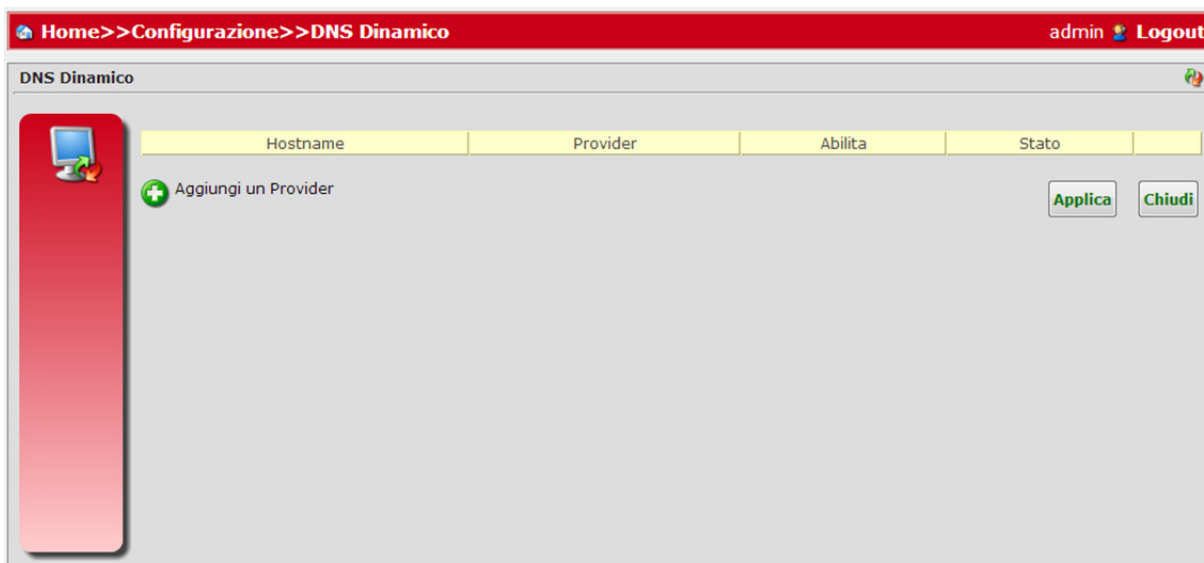 Home>>Configurazione>>DNS Dinamico admin Logout
DNS Dinamico
Hostname Provider Abilita Stato
Aggiungi un Provider Applica Chiudi